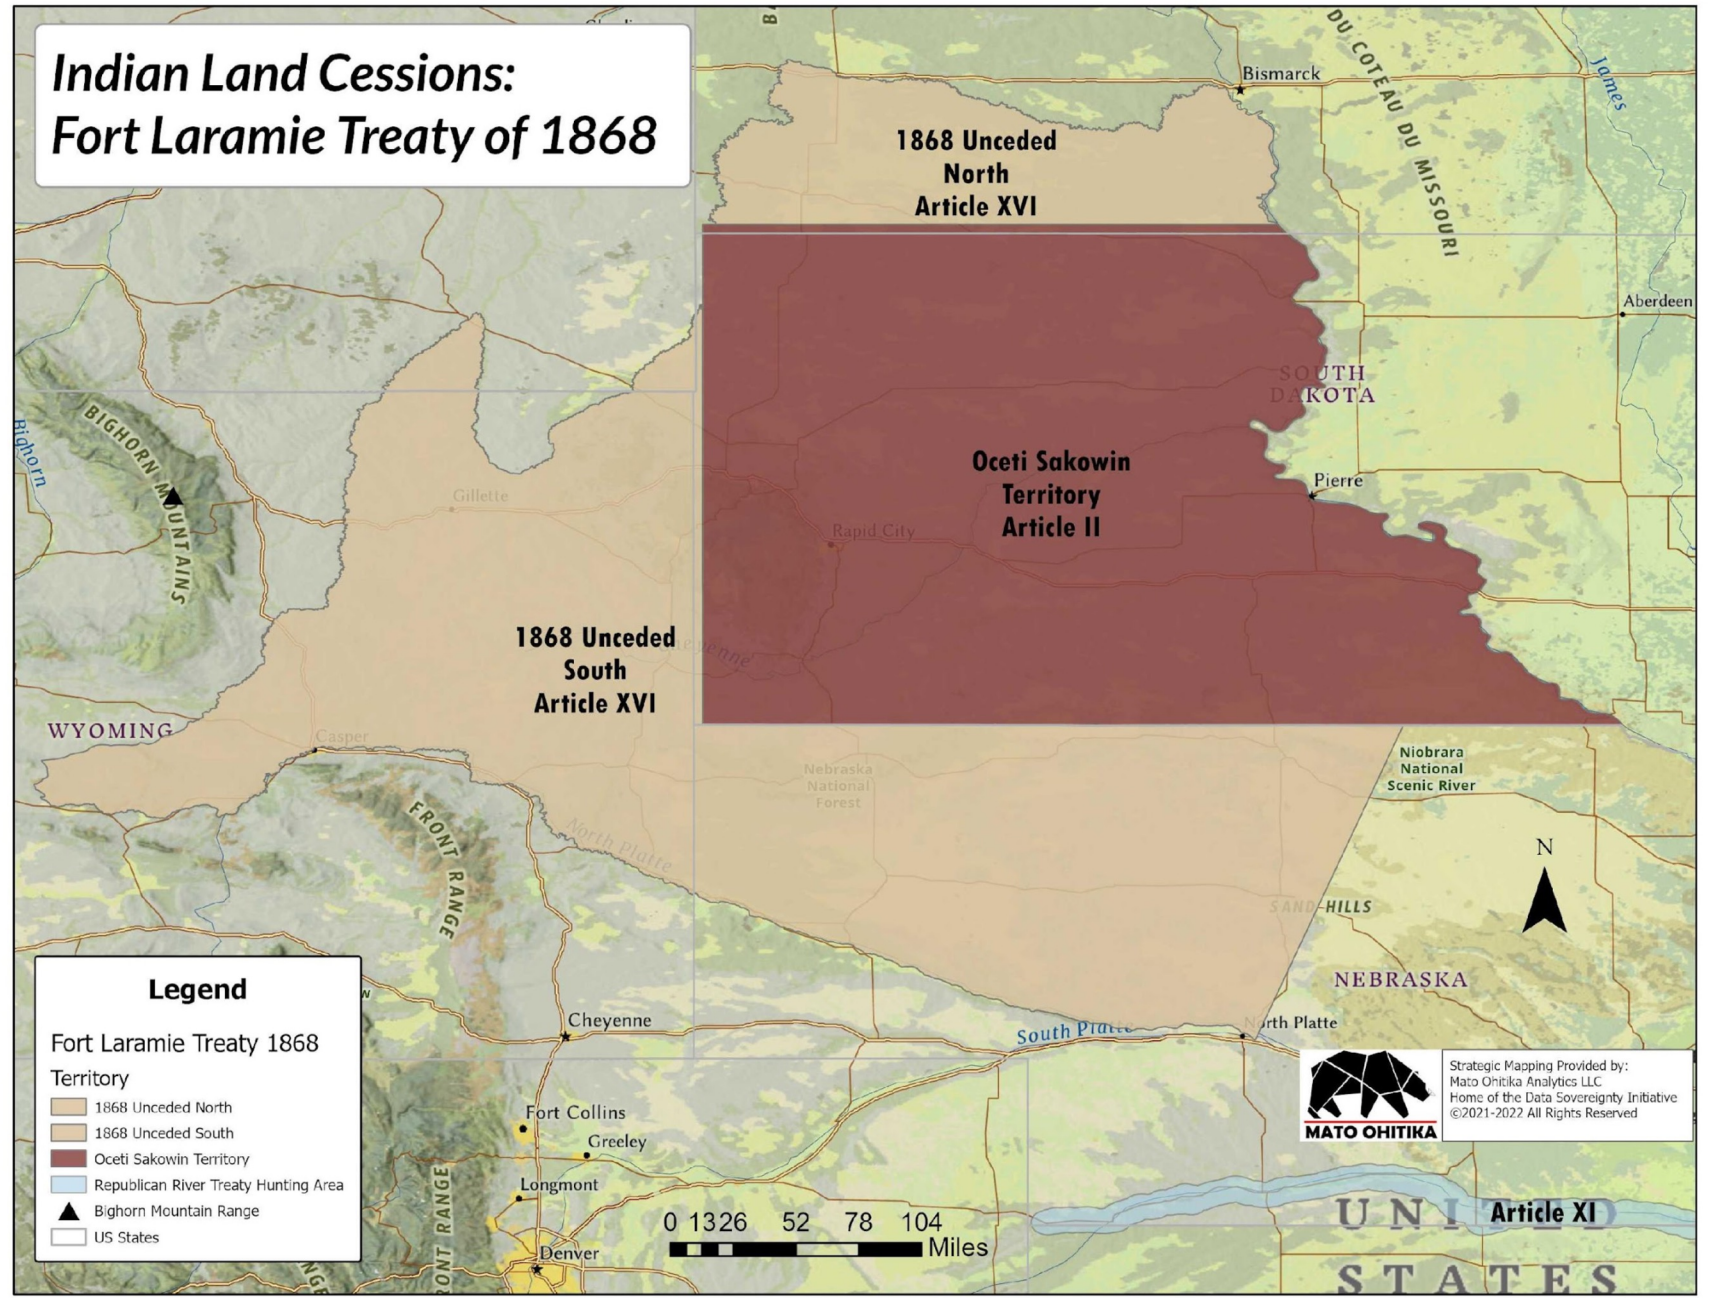 Indian Land Cessions:
Fort Laramie Treaty of 1868
Bismarck
DU COTEAU DU MISSOURI
James
1868 Unceded
North
Article XVI
Aberdeen
SOUTH
DAKOTA
BIGHORN MOUNTAINS
Bighorn
Gillette
Oceti Sakowin
Territory
Article II
Pierre
Rapid City
1868 Unceded
South
Article XVI
Cheyenne
WYOMING
Casper
Nebraska
National
Forest
Niobrara
National
Scenic River
FRONT RANGE
North Platte
N
SAND HILLS
NEBRASKA
Legend
Fort Laramie Treaty 1868
Territory
1868 Unceded North
1868 Unceded South
Oceti Sakowin Territory
Republican River Treaty Hunting Area
Bighorn Mountain Range
US States
Cheyenne
South Platte
North Platte
Fort Collins
Greeley
Longmont
Denver
FRONT RANGE
0 13 26 52 78 104
Miles
MATO OHITIKA
Strategic Mapping Provided by:
Mato Ohitika Analytics LLC
Home of the Data Sovereignty Initiative
©2021-2022 All Rights Reserved
Article XI
UNITED
STATES